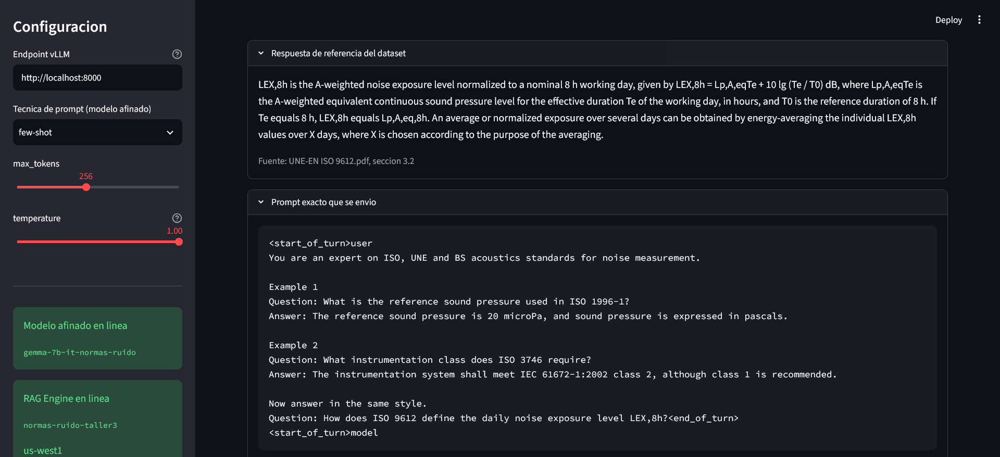 Configuracion
Endpoint vLLM
http://localhost:8000
Tecnica de prompt (modelo afinado)
few-shot
max_tokens
256
temperature
1.00
Modelo afinado en linea
gemma-7b-it-normas-ruido
RAG Engine en linea
normas-ruido-taller3
us-west1
Deploy
Respuesta de referencia del dataset
LEX,8h is the A-weighted noise exposure level normalized to a nominal 8 h working day, given by LEX,8h = Lp,A,eqTe + 10 lg (Te / T0) dB, where Lp,A,eqTe is
the A-weighted equivalent continuous sound pressure level for the effective duration Te of the working day, in hours, and T0 is the reference duration of 8 h. If
Te equals 8 h, LEX,8h equals Lp,A,eq,8h. An average or normalized exposure over several days can be obtained by energy-averaging the individual LEX,8h
values over X days, where X is chosen according to the purpose of the averaging.
Fuente: UNE-EN ISO 9612.pdf, seccion 3.2
Prompt exacto que se envio
<start_of_turn>user
You are an expert on ISO, UNE and BS acoustics standards for noise measurement.
Example 1
Question: What is the reference sound pressure used in ISO 1996-1?
Answer: The reference sound pressure is 20 microPa, and sound pressure is expressed in pascals.
Example 2
Question: What instrumentation class does ISO 3746 require?
Answer: The instrumentation system shall meet IEC 61672-1:2002 class 2, although class 1 is recommended.
Now answer in the same style.
Question: How does ISO 9612 define the daily noise exposure level LEX,8h?<end_of_turn>
<start_of_turn>model